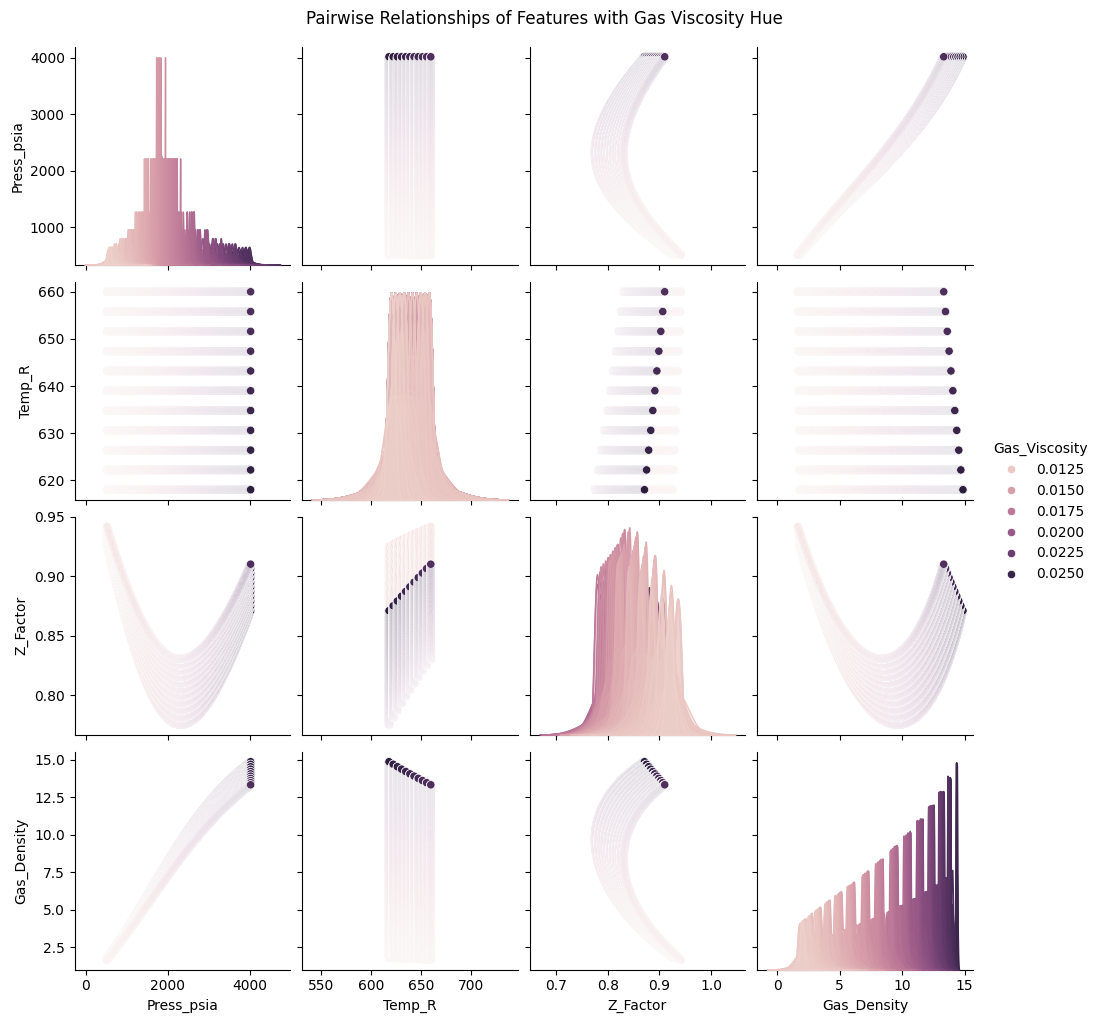 Pairwise Relationships of Features with Gas Viscosity Hue
4000
3000
2000
1000
Press_psia
660
650
640
630
620
Temp_R
Gas_Viscosity
0.0125
0.0150
0.0175
0.0200
0.0225
0.0250
0.95
0.90
0.85
0.80
Z_Factor
15.0
12.5
10.0
7.5
5.0
2.5
Gas_Density
0 2000 4000
550 600 650 700
0.7 0.8 0.9 1.0
0 5 10 15
Press_psia
Temp_R
Z_Factor
Gas_Density